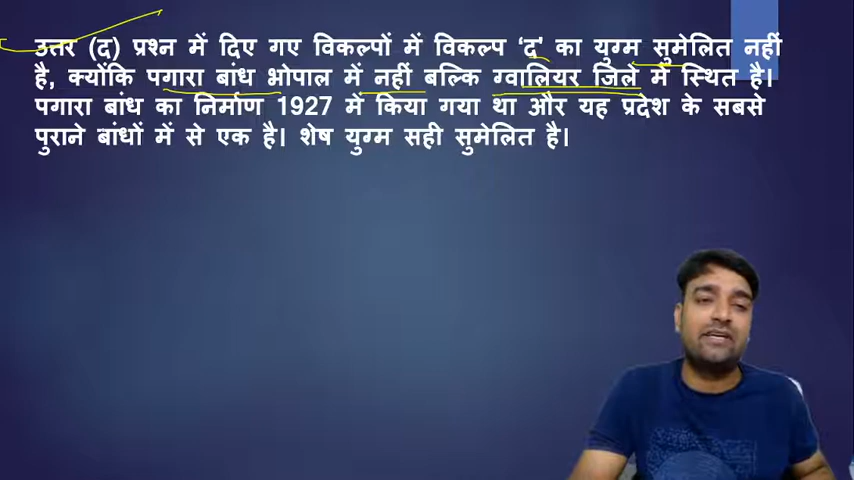 उत्तर (द) प्रश्न में दिए गए विकल्पों में विकल्प ‘द’ का युग्म सुमेलित नहीं
है, क्योंकि पगारा बांध भोपाल में नहीं बल्कि ग्वालियर जिले में स्थित है।
पगारा बांध का निर्माण 1927 में किया गया था और यह प्रदेश के सबसे
पुराने बांधों में से एक है। शेष युग्म सही सुमेलित है।